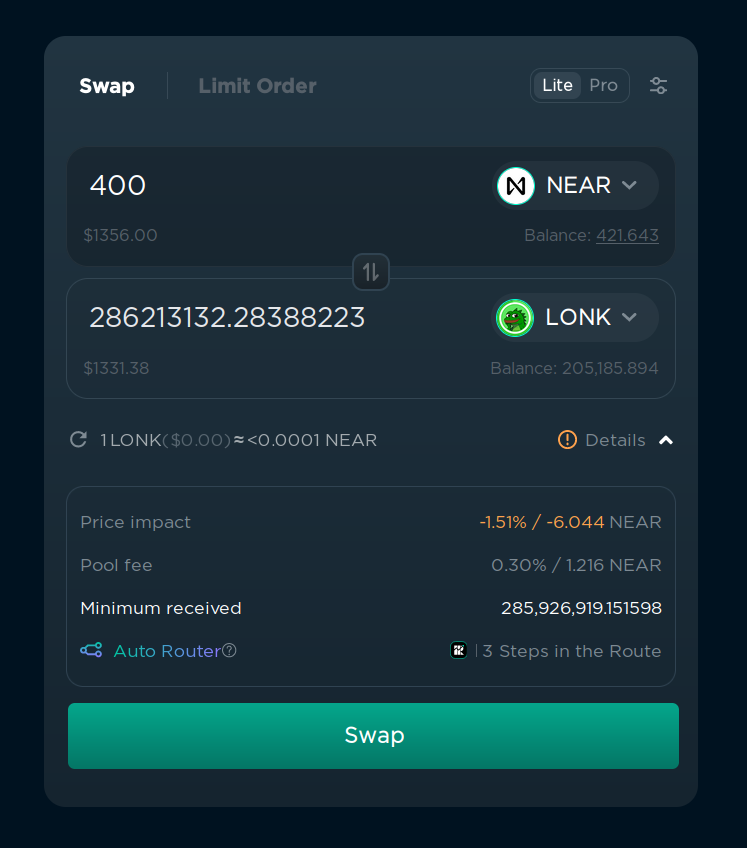 Swap Limit Order Lite Pro
400 NEAR
$1356.00 Balance: 421.643
286213132.28388223 LONK
$1331.38 Balance: 205,185.894
1 LONK($0.00)≈<0.0001 NEAR Details
Price impact -1.51% / -6.044 NEAR
Pool fee 0.30% / 1.216 NEAR
Minimum received 285,926,919.151598
Auto Router? | 3 Steps in the Route
Swap